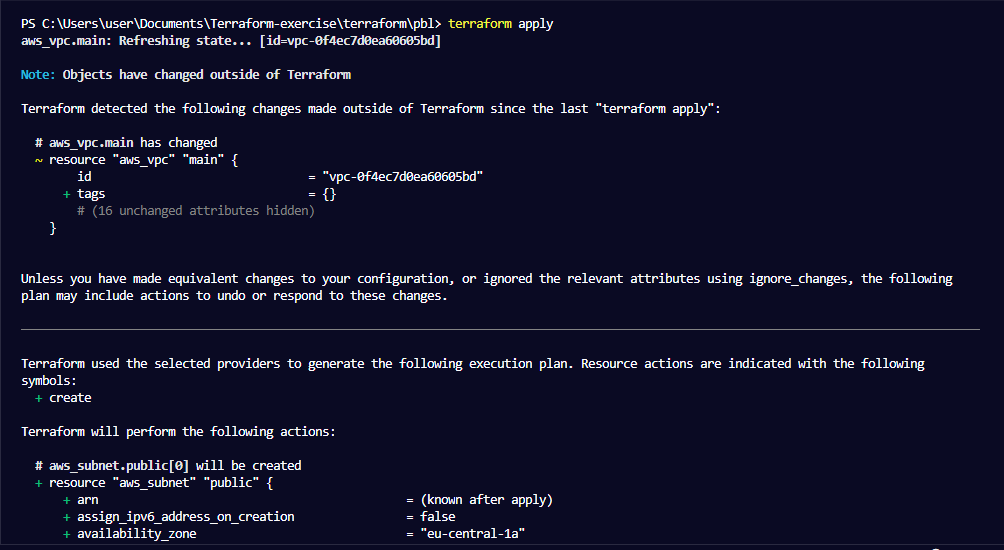 PS C:\Users\user\Documents\Terraform-exercise\terraform\pbl> terraform apply
aws_vpc.main: Refreshing state... [id=vpc-0f4ec7d0ea60605bd]
Note: Objects have changed outside of Terraform
Terraform detected the following changes made outside of Terraform since the last "terraform apply":
# aws_vpc.main has changed
~ resource "aws_vpc" "main" {
id = "vpc-0f4ec7d0ea60605bd"
+ tags = {}
# (16 unchanged attributes hidden)
}
Unless you have made equivalent changes to your configuration, or ignored the relevant attributes using ignore_changes, the following
plan may include actions to undo or respond to these changes.
Terraform used the selected providers to generate the following execution plan. Resource actions are indicated with the following
symbols:
+ create
Terraform will perform the following actions:
# aws_subnet.public[0] will be created
+ resource "aws_subnet" "public" {
+ arn = (known after apply)
+ assign_ipv6_address_on_creation = false
+ availability_zone = "eu-central-1a"